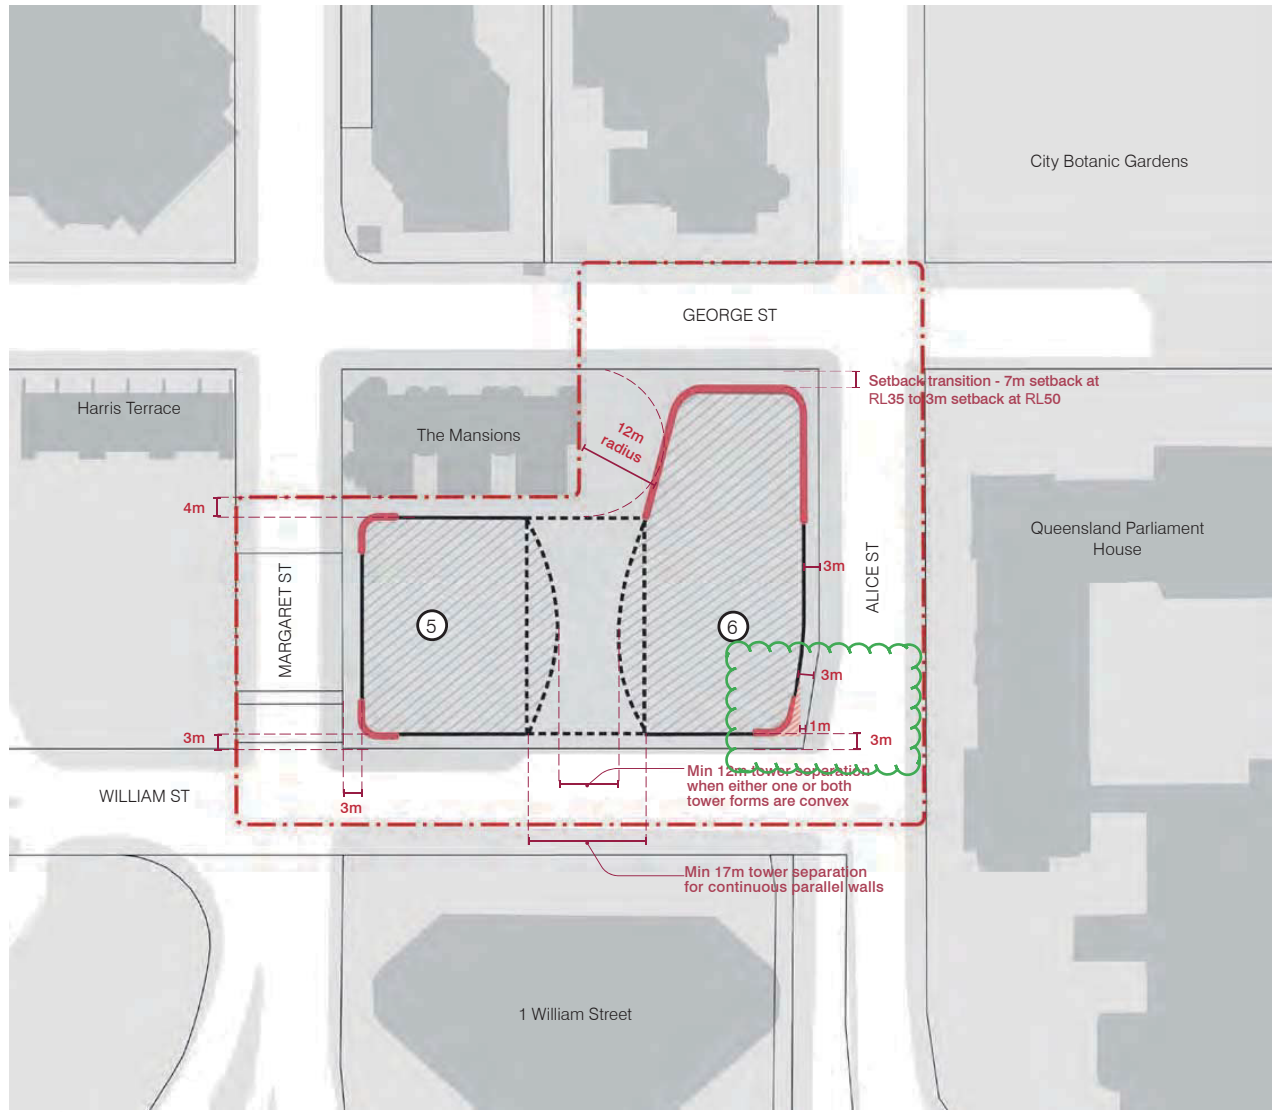 City Botanic Gardens
GEORGE ST
Setback transition - 7m setback at
RL35 to 3m setback at RL50
Harris Terrace
The Mansions
12m
radius
4m
Queensland Parliament
House
MARGARET ST
ALICE ST
3m
5
6
3m
1m
3m
3m
Min 12m tower separation
when either one or both
tower forms are convex
WILLIAM ST
3m
Min 17m tower separation
for continuous parallel walls
1 William Street